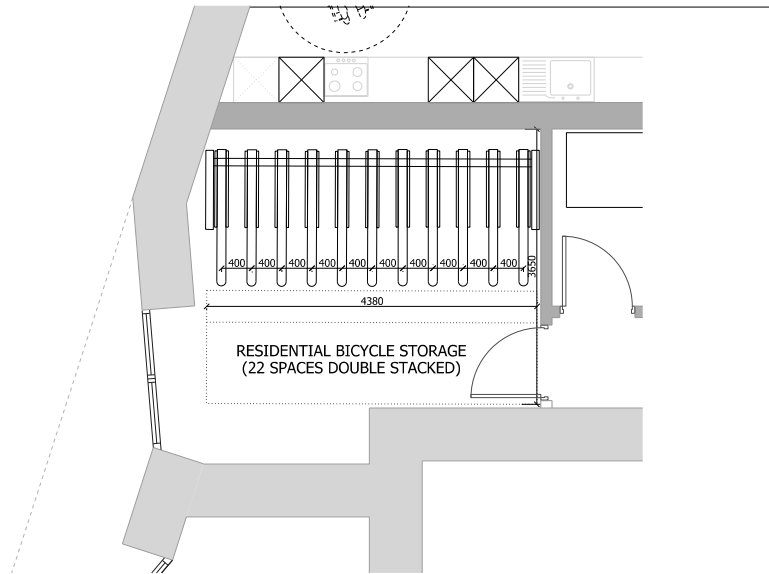 400 400 400 400 400 400 400 400 400 400
3650
4380
RESIDENTIAL BICYCLE STORAGE
(22 SPACES DOUBLE STACKED)